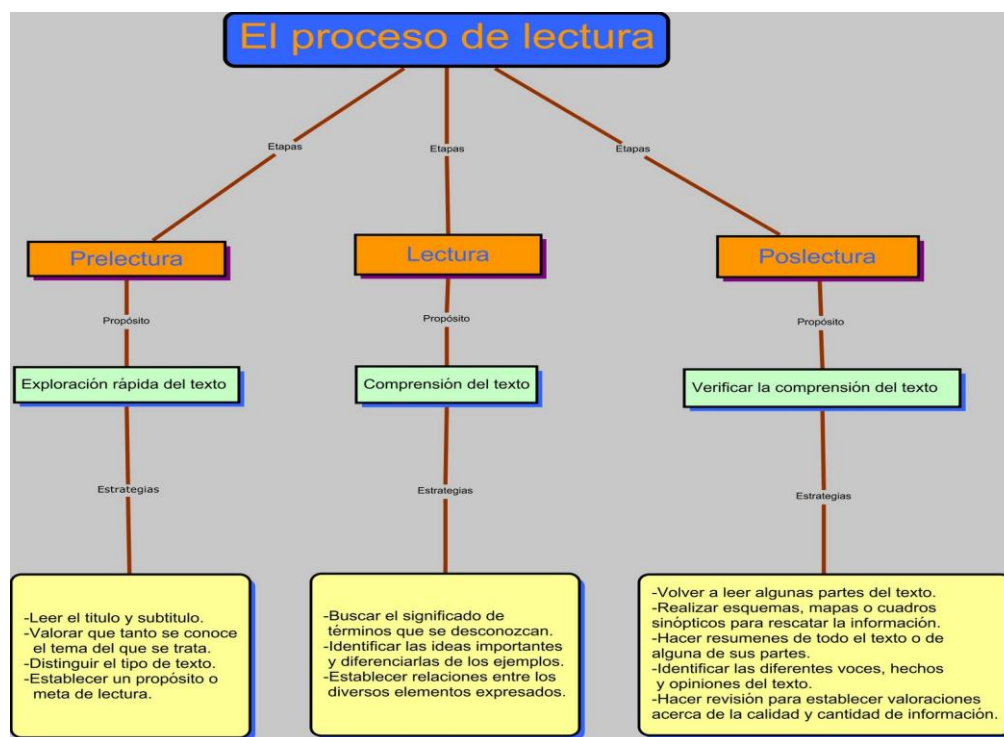 El proceso de lectura
Etapas
Etapas
Etapas
Prelectura
Lectura
Poslectura
Propósito
Propósito
Propósito
Exploración rápida del texto
Comprensión del texto
Verificar la comprensión del texto
Estrategias
Estrategias
Estrategias
-Leer el título y subtitulo.
-Valorar que tanto se conoce
el tema del que se trata.
-Distinguir el tipo de texto.
-Establecer un propósito o
meta de lectura.
-Buscar el significado de
términos que se desconozcan.
-Identificar las ideas importantes
y diferenciarlas de los ejemplos.
-Establecer relaciones entre los
diversos elementos expresados.
-Volver a leer algunas partes del texto.
-Realizar esquemas, mapas o cuadros
sinópticos para rescatar la información.
-Hacer resumenes de todo el texto o de
alguna de sus partes.
-Identificar las diferentes voces, hechos
y opiniones del texto.
-Hacer revisión para establecer valoraciones
acerca de la calidad y cantidad de información.